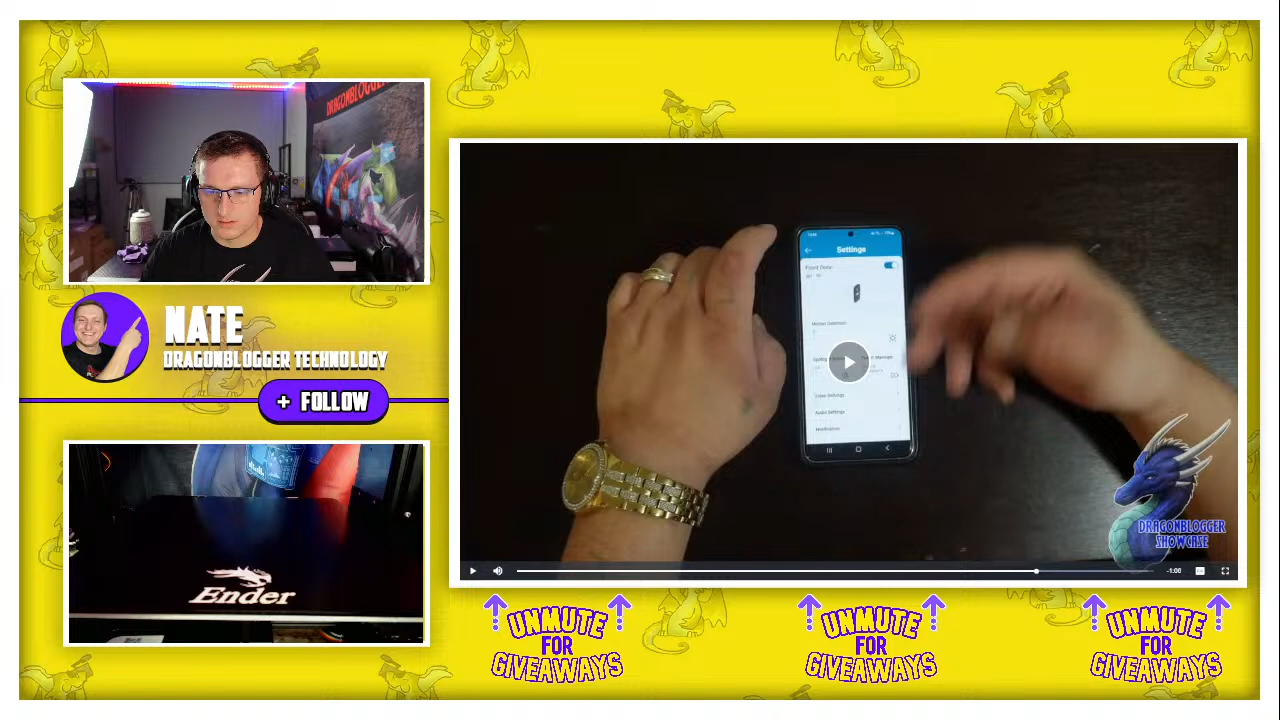 DRAGONBLOGGER
NATE
DRAGONBLOGGER TECHNOLOGY
+ FOLLOW
Ender
Settings
Front Door
Motion Detection
Video Settings
Audio Settings
Notifications
DRAGONBLOGGER
SHOWCASE
-1:00
UNMUTE
FOR
GIVEAWAYS
UNMUTE
FOR
GIVEAWAYS
UNMUTE
FOR
GIVEAWAYS